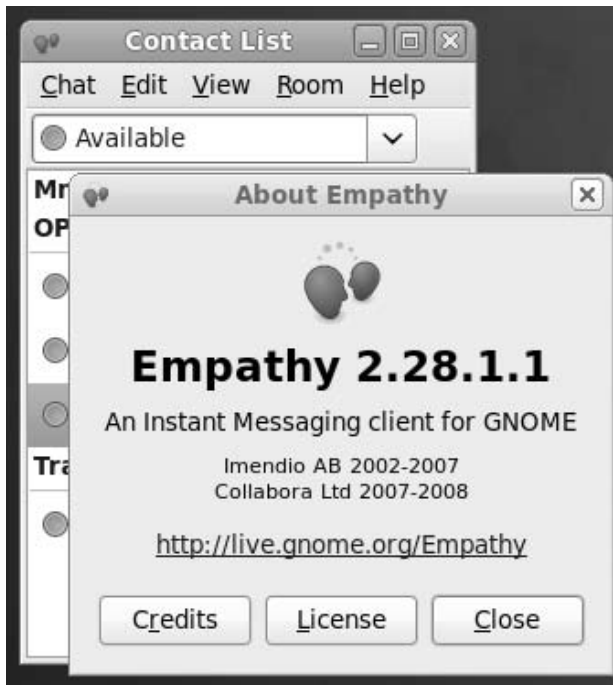 Contact List
Chat Edit View Room Help
Available
About Empathy
Empathy 2.28.1.1
An Instant Messaging client for GNOME
Imendio AB 2002-2007
Collabora Ltd 2007-2008
http://live.gnome.org/Empathy
Credits License Close